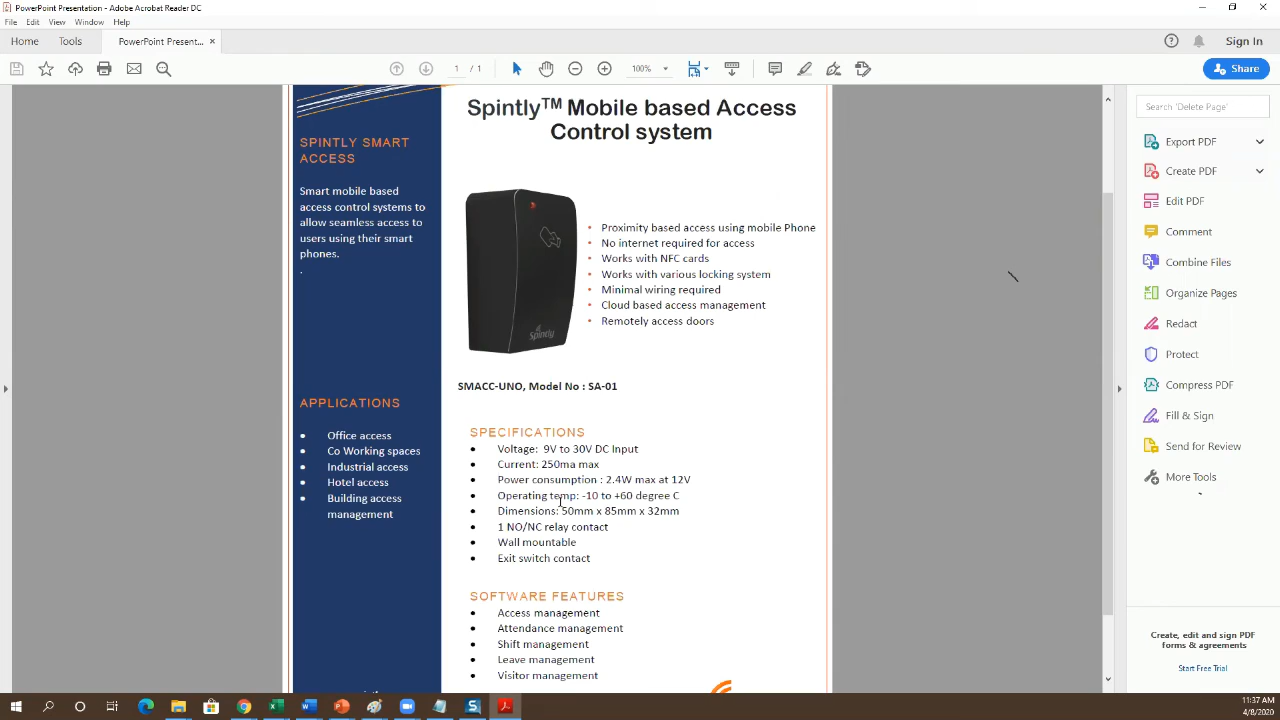 PowerPoint Presentation - Adobe Acrobat Reader DC
File Edit View Window Help
Home Tools PowerPoint Present... × Sign In
1 / 1 100% Share
Spintly™ Mobile based Access
Control system
SPINTLY SMART
ACCESS
Smart mobile based
access control systems to
allow seamless access to
users using their smart
phones.
.
• Proximity based access using mobile Phone
• No internet required for access
• Works with NFC cards
• Works with various locking system
• Minimal wiring required
• Cloud based access management
• Remotely access doors
Spintly
SMACC-UNO, Model No : SA-01
APPLICATIONS
• Office access
• Co Working spaces
• Industrial access
• Hotel access
• Building access
management
SPECIFICATIONS
• Voltage: 9V to 30V DC Input
• Current: 250ma max
• Power consumption : 2.4W max at 12V
• Operating temp: -10 to +60 degree C
• Dimensions: 50mm x 85mm x 32mm
• 1 NO/NC relay contact
• Wall mountable
• Exit switch contact
SOFTWARE FEATURES
• Access management
• Attendance management
• Shift management
• Leave management
• Visitor management
Search 'Delete Page'
Export PDF
Create PDF
Edit PDF
Comment
Combine Files
Organize Pages
Redact
Protect
Compress PDF
Fill & Sign
Send for Review
More Tools
Create, edit and sign PDF
forms & agreements
Start Free Trial
11:37 AM
4/8/2020